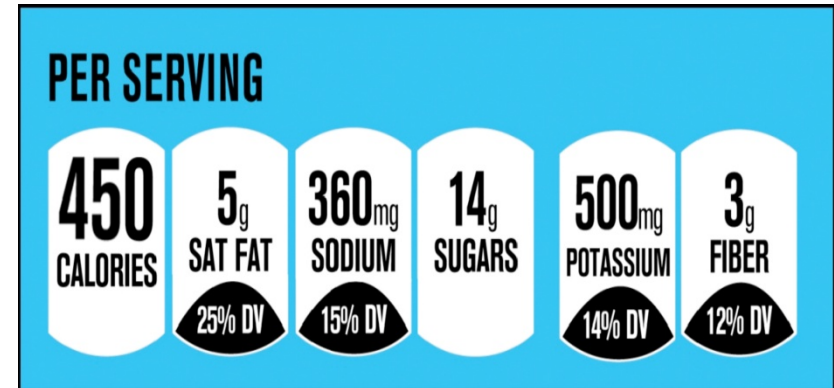 PER SERVING
450
CALORIES
5g
SAT FAT
25% DV
360mg
SODIUM
15% DV
14g
SUGARS
500mg
POTASSIUM
14% DV
3g
FIBER
12% DV